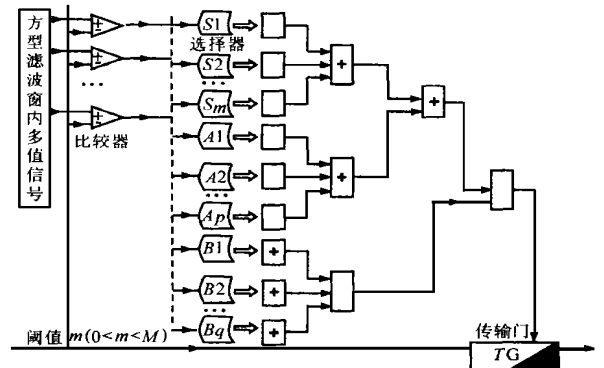 方型滤波窗内多值信号
±
±
…
±
比较器
S1
选择器
S2
…
Sm
A1
A2
…
Ap
B1
B2
…
Bq
+
+
+
+
+
+
阈值 m(0<m<M)
传输门
TG